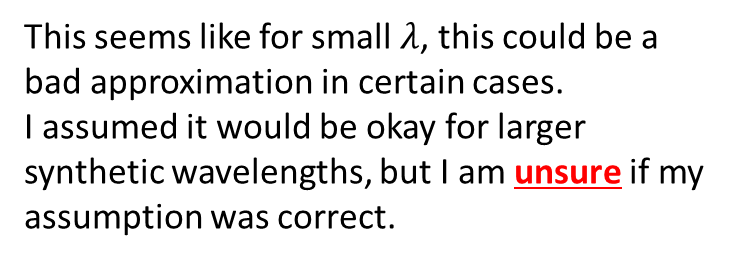 This seems like for small λ, this could be a
bad approximation in certain cases.
I assumed it would be okay for larger
synthetic wavelengths, but I am unsure if my
assumption was correct.